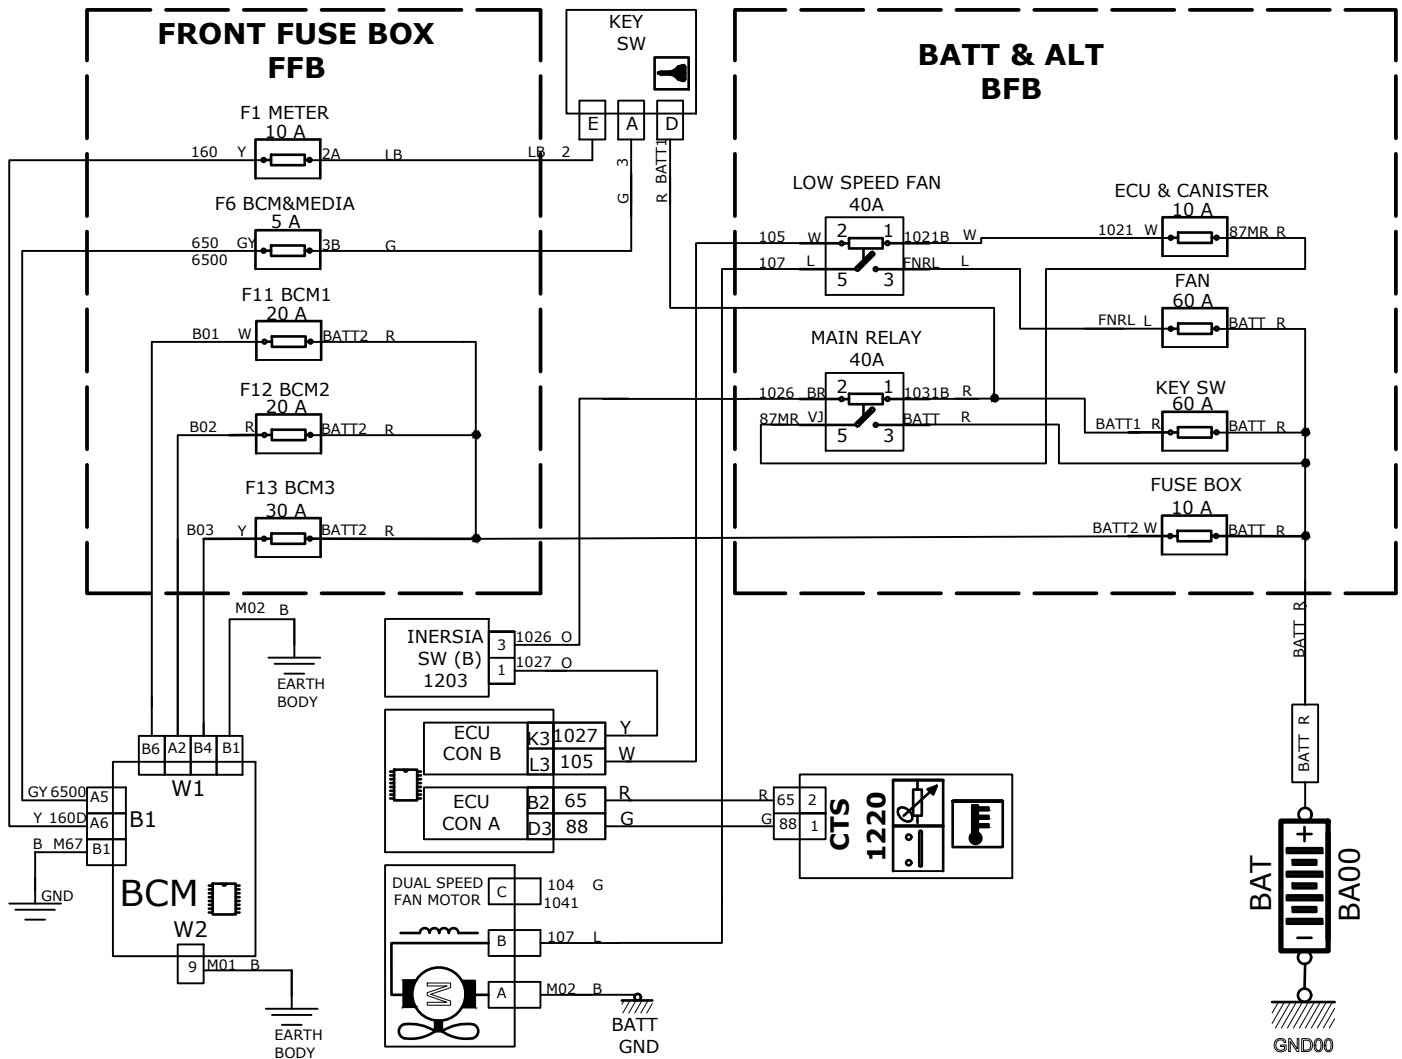 FRONT FUSE BOX
FFB
KEY
SW
BATT & ALT
BFB
F1 METER
10 A
E
A
D
160 Y
2A
LB
LB 2
G 3
R BATT1
F6 BCM&MEDIA
5 A
650 GY
6500
3B
G
LOW SPEED FAN
40A
ECU & CANISTER
10 A
105 W
2
1
1021B W
1021 W
87MR R
107 L
5
3
FNRL L
FAN
60 A
FNRL L
BATT R
F11 BCM1
20 A
B01 W
BATT2 R
MAIN RELAY
40A
1026 BR
2
1
1031B R
87MR VJ
5
3
BATT R
KEY SW
60 A
BATT1 R
BATT R
F12 BCM2
20 A
B02 R
BATT2 R
F13 BCM3
30 A
B03 Y
BATT2 R
FUSE BOX
10 A
BATT2 W
BATT R
BATT R
BATT R
M02 B
EARTH
BODY
INERSIA
SW (B)
1203
3
1026 O
1
1027 O
B6
A2
B4
B1
W1
ECU
CON B
K3
1027
Y
L3
105
W
ECU
CON A
B2
65
R
D3
88
G
R
65
2
G
88
1
CTS
1220
GY 6500
A5
Y 160D
A6
B1
B M67
B1
GND
BCM
W2
9
M01 B
EARTH
BODY
DUAL SPEED
FAN MOTOR
C
104 G
1041
B
107 L
M
A
M02 B
BATT
GND
BAT
+
−
BA00
GND00